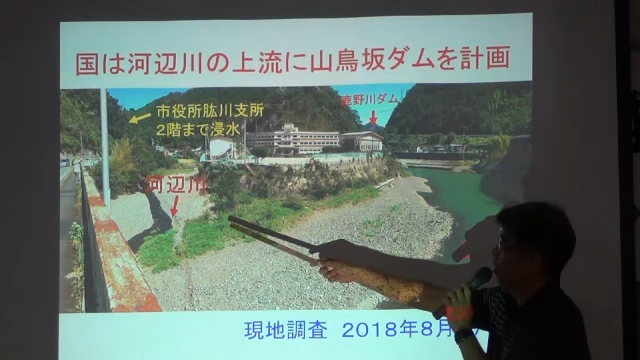 国は河辺川の上流に山鳥坂ダムを計画
市役所肱川支所
2階まで浸水
鹿野川ダム
河辺川
現地調査 2018年8月